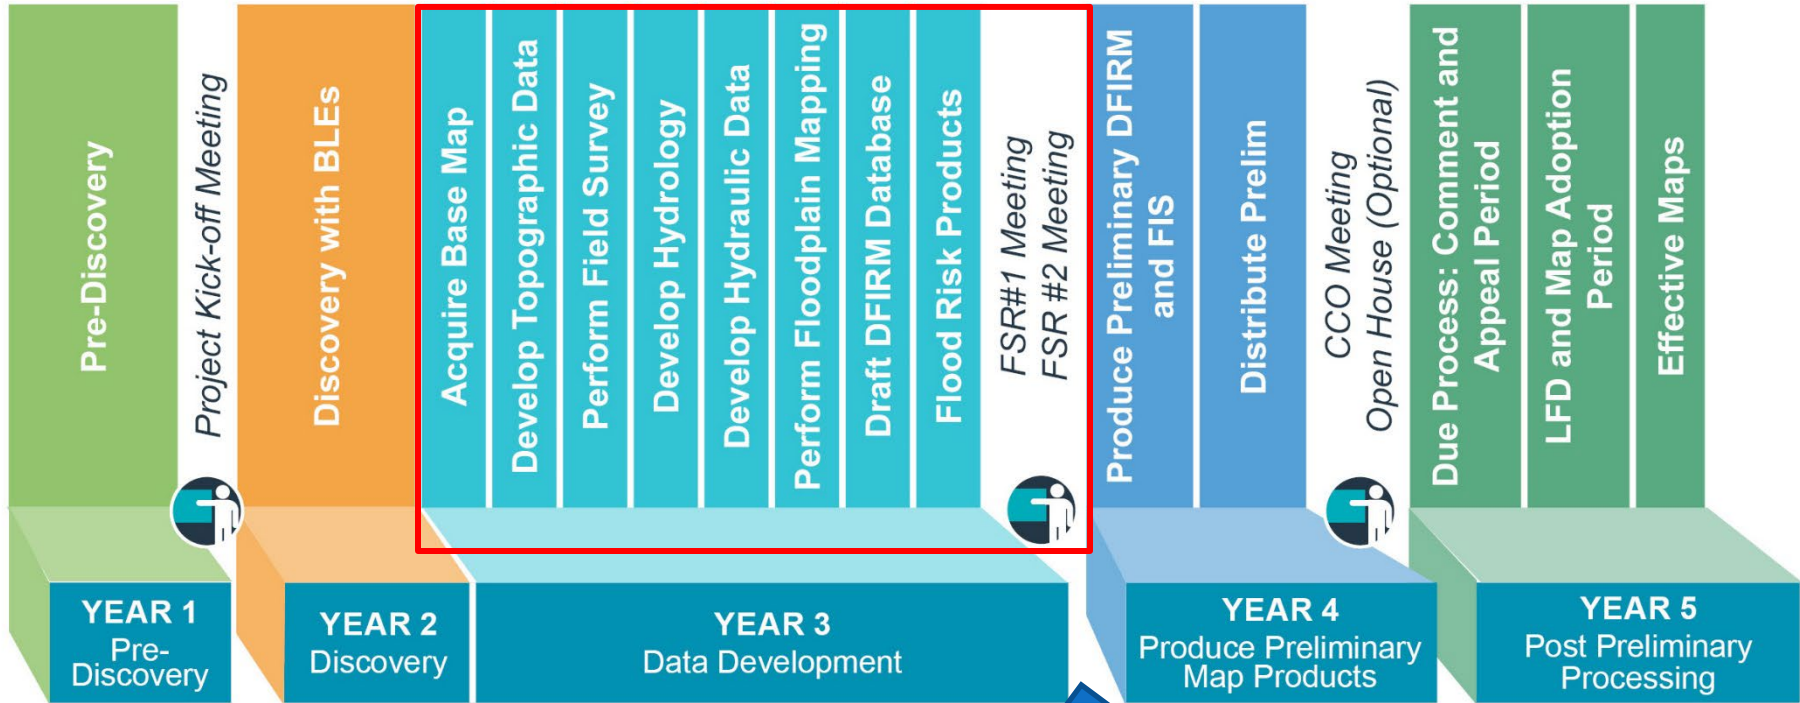 Pre-Discovery
Project Kick-off Meeting
Discovery with BLEs
Acquire Base Map
Develop Topographic Data
Perform Field Survey
Develop Hydrology
Develop Hydraulic Data
Perform Floodplain Mapping
Draft DFIRM Database
Flood Risk Products
FSR#1 Meeting
FSR #2 Meeting
Produce Preliminary DFIRM
and FIS
Distribute Prelim
CCO Meeting
Open House (Optional)
Due Process: Comment and
Appeal Period
LFD and Map Adoption
Period
Effective Maps
YEAR 1
Pre-
Discovery
YEAR 2
Discovery
YEAR 3
Data Development
YEAR 4
Produce Preliminary
Map Products
YEAR 5
Post Preliminary
Processing